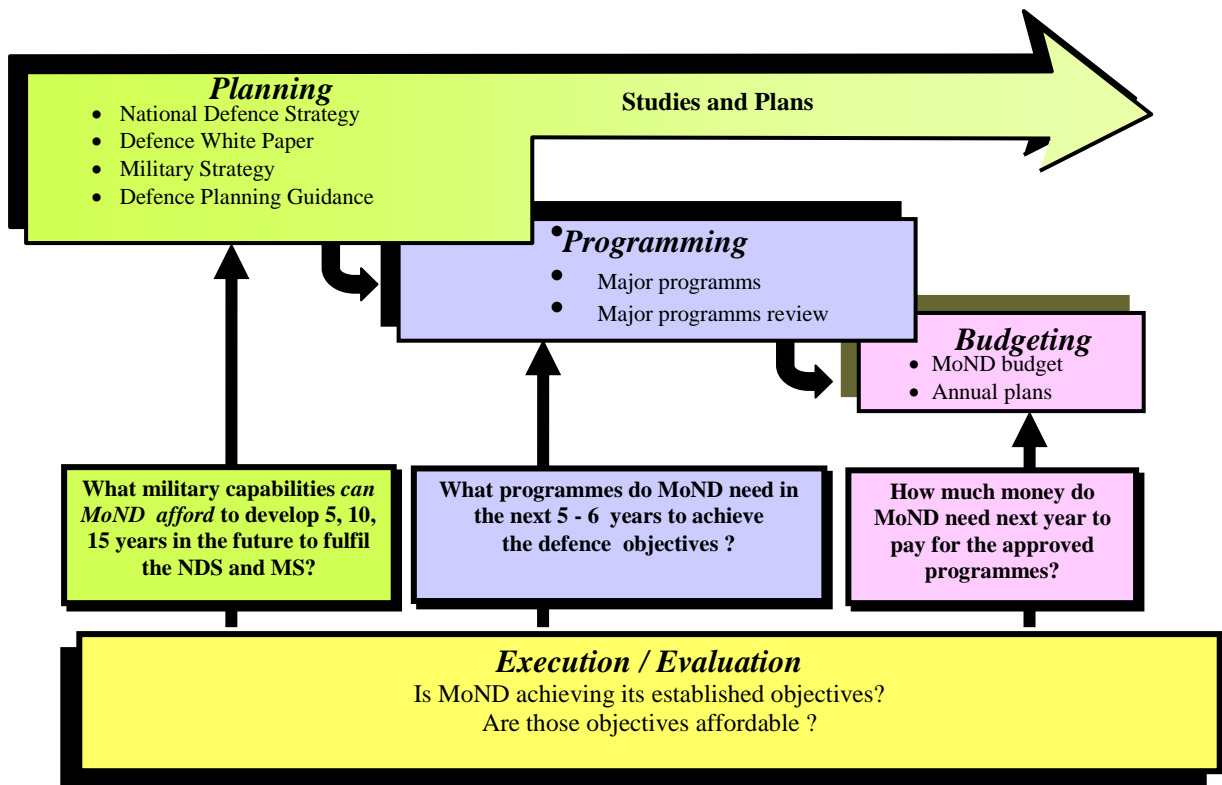 Planning
• National Defence Strategy
• Defence White Paper
• Military Strategy
• Defence Planning Guidance
Studies and Plans
• Programming
• Major programms
• Major programms review
Budgeting
• MoND budget
• Annual plans
What military capabilities can
MoND afford to develop 5, 10,
15 years in the future to fulfil
the NDS and MS?
What programmes do MoND need in
the next 5 - 6 years to achieve
the defence objectives ?
How much money do
MoND need next year to
pay for the approved
programmes?
Execution / Evaluation
Is MoND achieving its established objectives?
Are those objectives affordable ?